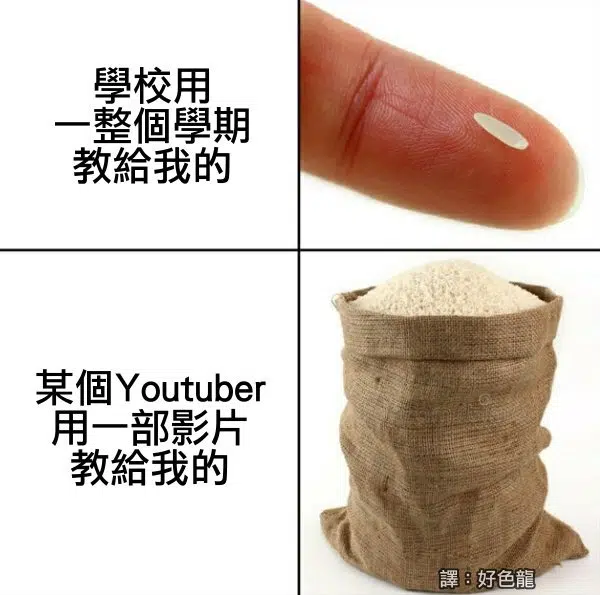 學校用
一整個學期
教給我的
某個Youtuber
用一部影片
教給我的
譯：好色龍